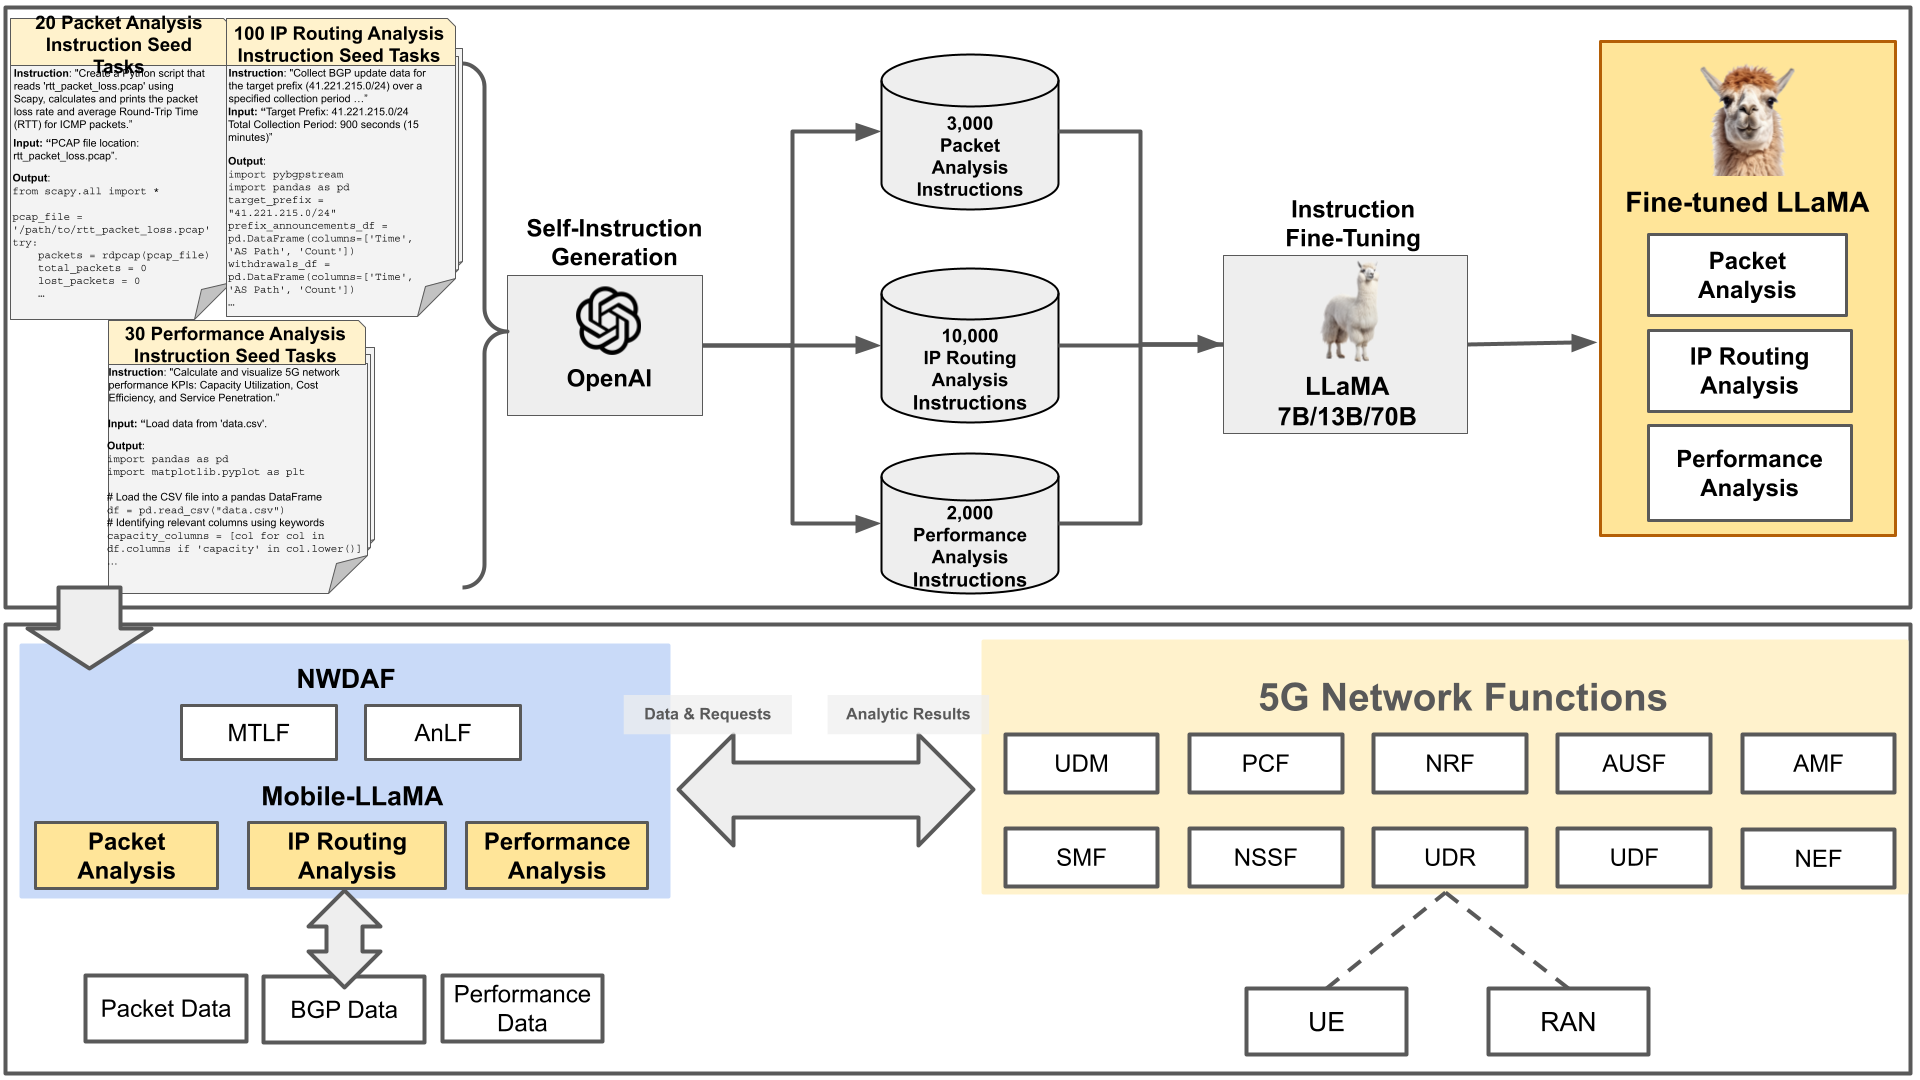 20 Packet Analysis
Instruction Seed
Tasks
Instruction: "Create a Python script that
reads 'rtt_packet_loss.pcap' using
Scapy, calculates and prints the packet
loss rate and average Round-Trip Time
(RTT) for ICMP packets.”
Input: “PCAP file location:
rtt_packet_loss.pcap”.
Output:
from scapy.all import *
pcap_file =
'/path/to/rtt_packet_loss.pcap'
try:
    packets = rdpcap(pcap_file)
    total_packets = 0
    lost_packets = 0
    …
100 IP Routing Analysis
Instruction Seed Tasks
Instruction: "Collect BGP update data for
the target prefix (41.221.215.0/24) over a
specified collection period …”
Input: “Target Prefix: 41.221.215.0/24
Total Collection Period: 900 seconds (15
minutes)”
Output:
import pybgpstream
import pandas as pd
target_prefix =
"41.221.215.0/24"
prefix_announcements_df =
pd.DataFrame(columns=['Time',
'AS Path', 'Count'])
withdrawals_df =
pd.DataFrame(columns=['Time',
'AS Path', 'Count'])
…
30 Performance Analysis
Instruction Seed Tasks
Instruction: "Calculate and visualize 5G network
performance KPIs: Capacity Utilization, Cost
Efficiency, and Service Penetration.”
Input: “Load data from 'data.csv'.
Output:
import pandas as pd
import matplotlib.pyplot as plt
# Load the CSV file into a pandas DataFrame
df = pd.read_csv("data.csv")
# Identifying relevant columns using keywords
capacity_columns = [col for col in
df.columns if 'capacity' in col.lower()]
…
Self-Instruction
Generation
OpenAI
3,000
Packet
Analysis
Instructions
10,000
IP Routing
Analysis
Instructions
2,000
Performance
Analysis
Instructions
Instruction
Fine-Tuning
LLaMA
7B/13B/70B
Fine-tuned LLaMA
Packet
Analysis
IP Routing
Analysis
Performance
Analysis
NWDAF
MTLF
AnLF
Mobile-LLaMA
Packet
Analysis
IP Routing
Analysis
Performance
Analysis
Packet Data
BGP Data
Performance
Data
Data & Requests
Analytic Results
5G Network Functions
UDM
PCF
NRF
AUSF
AMF
SMF
NSSF
UDR
UDF
NEF
UE
RAN